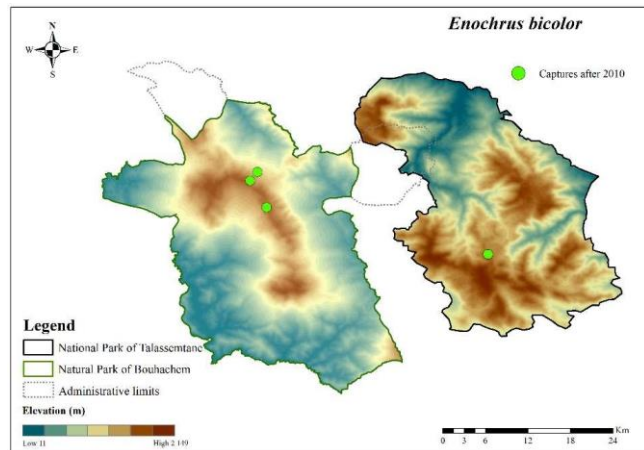 Enochrus bicolor
N
W E
S
Captures after 2010
Legend
National Park of Talassemtane
Natural Park of Bouhachem
Administrative limits
Elevation (m)
Low 11 High 2 149
Km
0 3 6 12 18 24